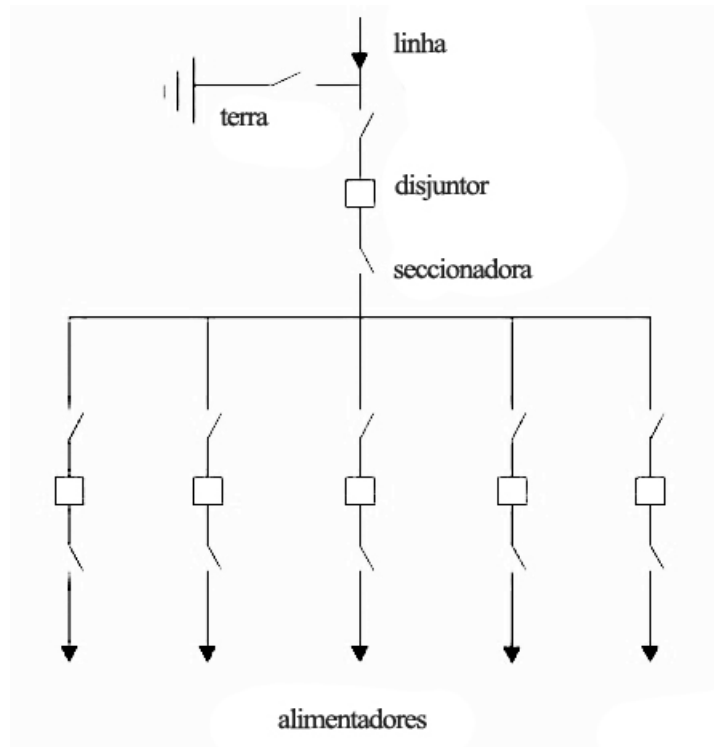 linha
terra
disjuntor
seccionadora
alimentadores